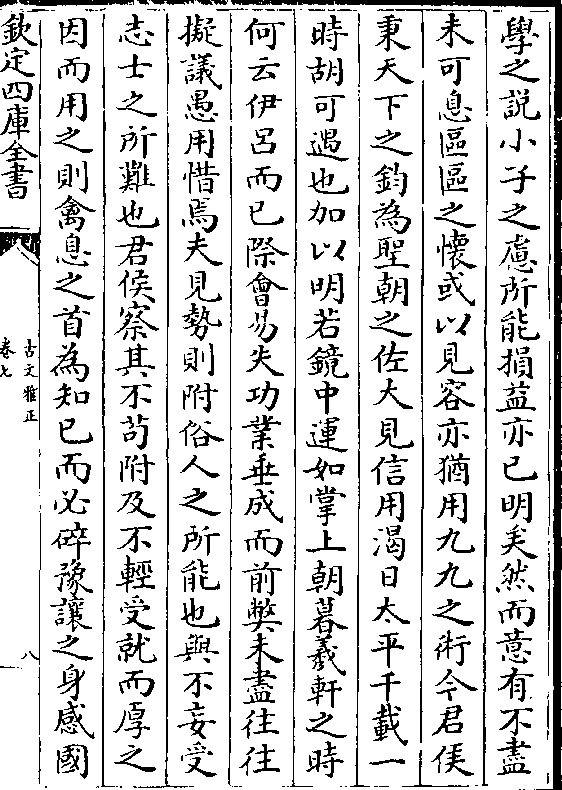 學之說小子之慮所能損益亦已明矣然而意有不盡
未可息區區之懷或以見容亦猶用九九之術今君侯
秉天下之鈞為聖朝之佐大見信用渴日太平千載一
時胡可遇也加以明若鏡中運如掌上朝暮羲軒之時
何云伊呂而已際會易失功業垂成而前弊未盡往往
擬議愚用惜焉夫見勢則附俗人之所能也與不妄受
志士之所難也君侯察其不苟附及不輕受就而厚之
因而用之則禽息之首為知已而必碎豫讓之身感國
欽定四庫全書
古文雅正
卷七
八